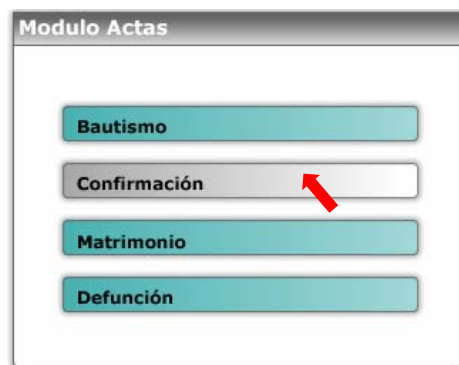 Modulo Actas
Bautismo
Confirmación
Matrimonio
Defunción